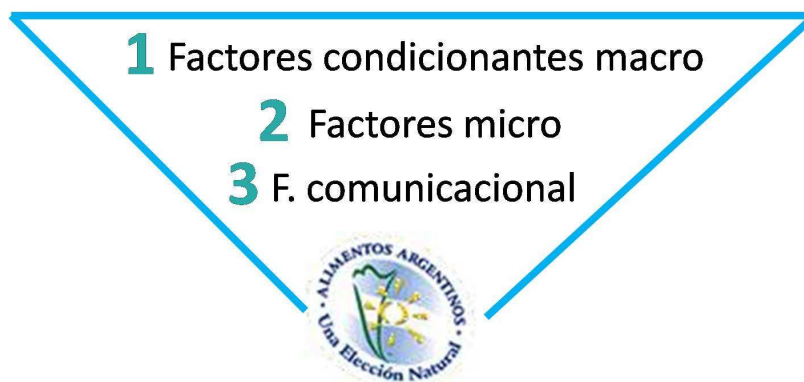 1 Factores condicionantes macro
2 Factores micro
3 F. comunicacional
ALIMENTOS ARGENTINOS
Una Elección Natural